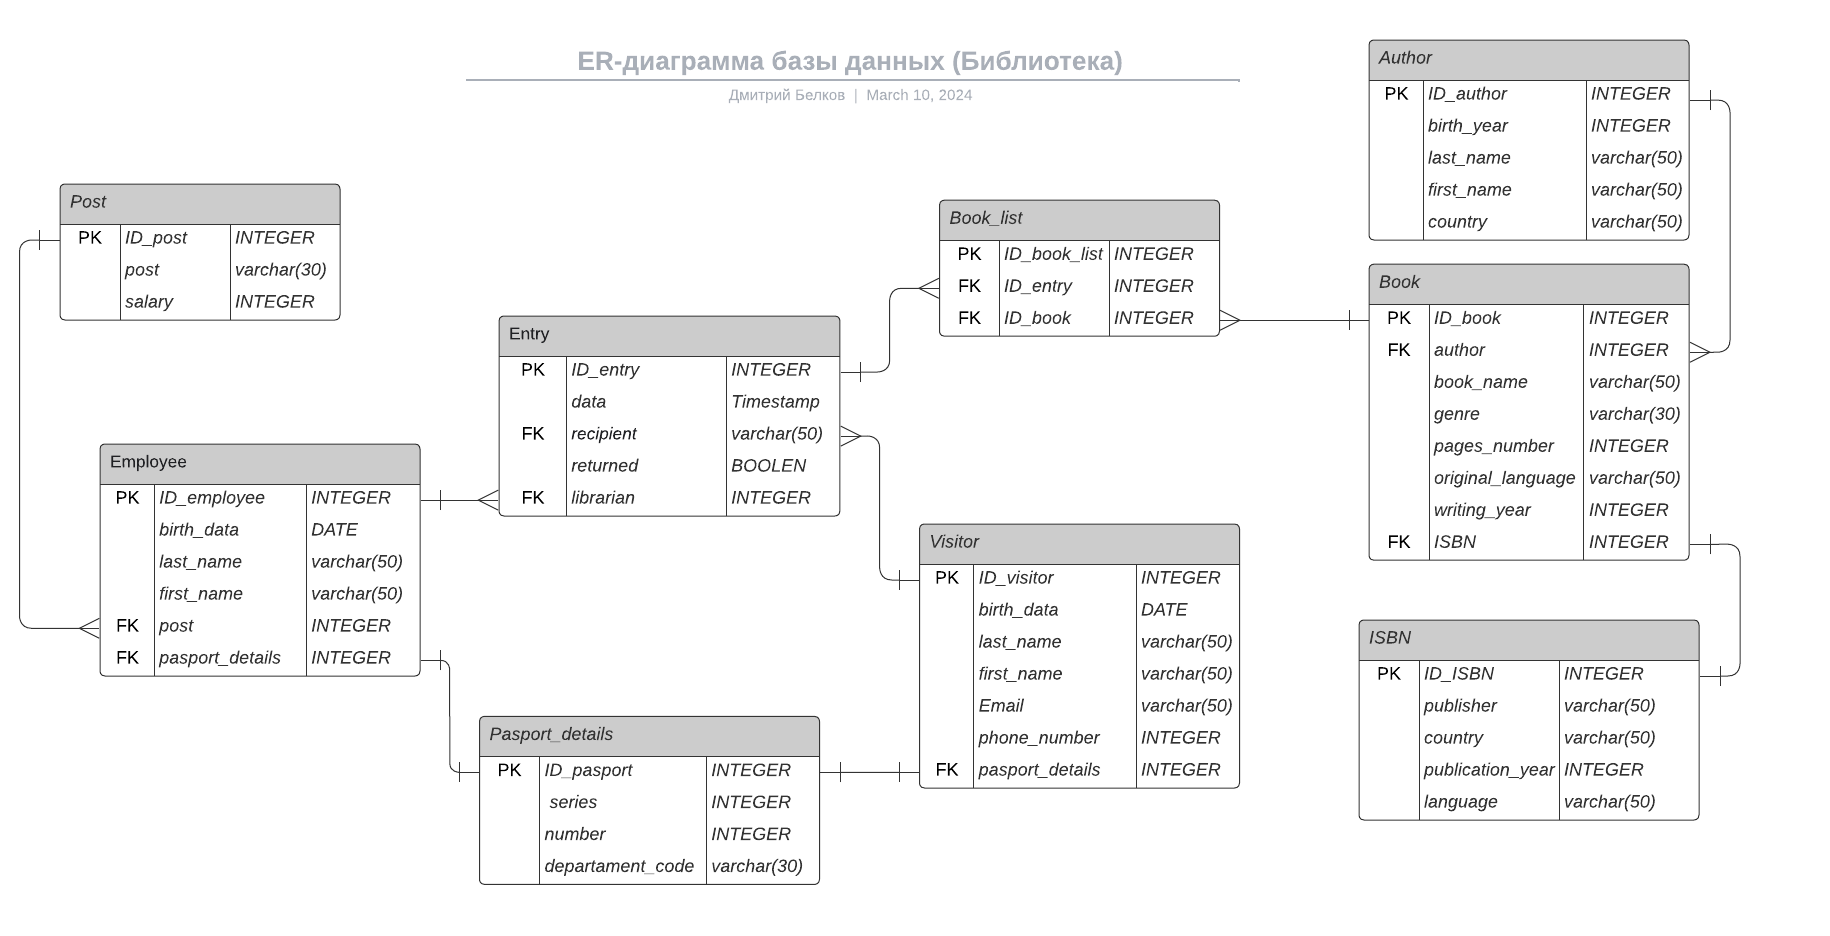 ER-диаграмма базы данных (Библиотека)
Дмитрий Белков | March 10, 2024
Post
PK ID_post INTEGER
post varchar(30)
salary INTEGER
Employee
PK ID_employee INTEGER
birth_data DATE
last_name varchar(50)
first_name varchar(50)
FK post INTEGER
FK pasport_details INTEGER
Entry
PK ID_entry INTEGER
data Timestamp
FK recipient varchar(50)
returned BOOLEN
FK librarian INTEGER
Pasport_details
PK ID_pasport INTEGER
series INTEGER
number INTEGER
departament_code varchar(30)
Book_list
PK ID_book_list INTEGER
FK ID_entry INTEGER
FK ID_book INTEGER
Visitor
PK ID_visitor INTEGER
birth_data DATE
last_name varchar(50)
first_name varchar(50)
Email varchar(50)
phone_number INTEGER
FK pasport_details INTEGER
Author
PK ID_author INTEGER
birth_year INTEGER
last_name varchar(50)
first_name varchar(50)
country varchar(50)
Book
PK ID_book INTEGER
FK author INTEGER
book_name varchar(50)
genre varchar(30)
pages_number INTEGER
original_language varchar(50)
writing_year INTEGER
FK ISBN INTEGER
ISBN
PK ID_ISBN INTEGER
publisher varchar(50)
country varchar(50)
publication_year INTEGER
language varchar(50)